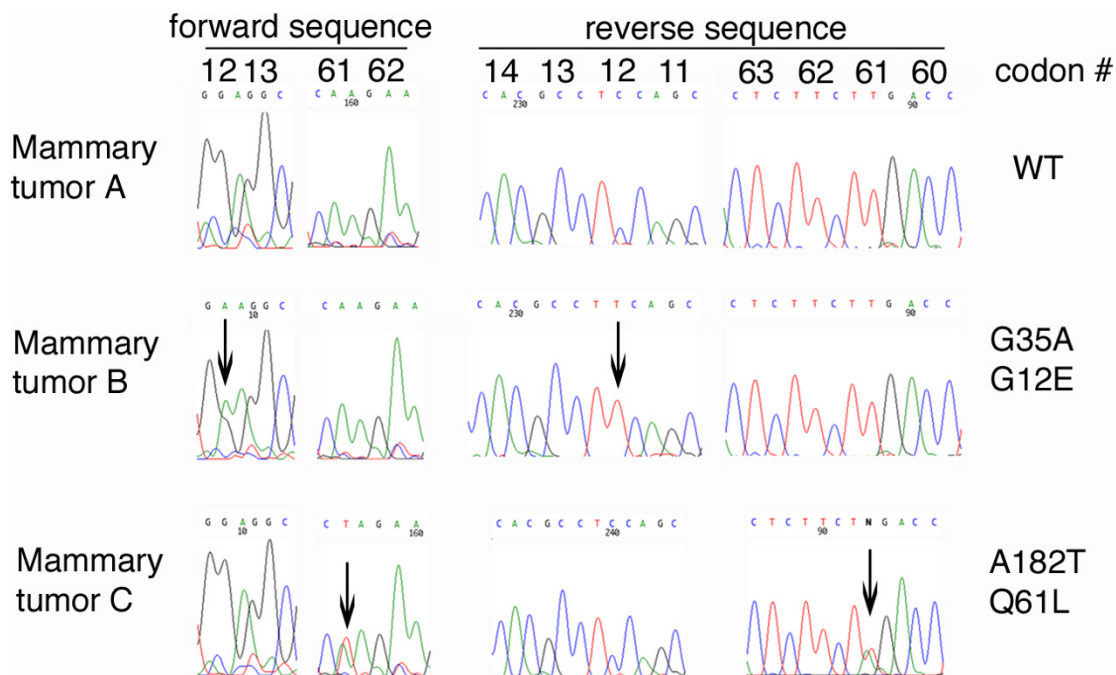 forward sequence reverse sequence
12 13 61 62 14 13 12 11 63 62 61 60 codon #
G G A G G C C A A G A A C A C G C C T C C A G C C T C T T C T T G A C C
160 230 90
Mammary
tumor A
WT
G A A G G C C A A G A A C A C G C C T T C A G C C T C T T C T T G A C C
10 230 90
Mammary
tumor B
G35A
G12E
G G A G G C C T A G A A C A C G C C T C C A G C C T C T T C T N G A C C
10 160 240 90
Mammary
tumor C
A182T
Q61L